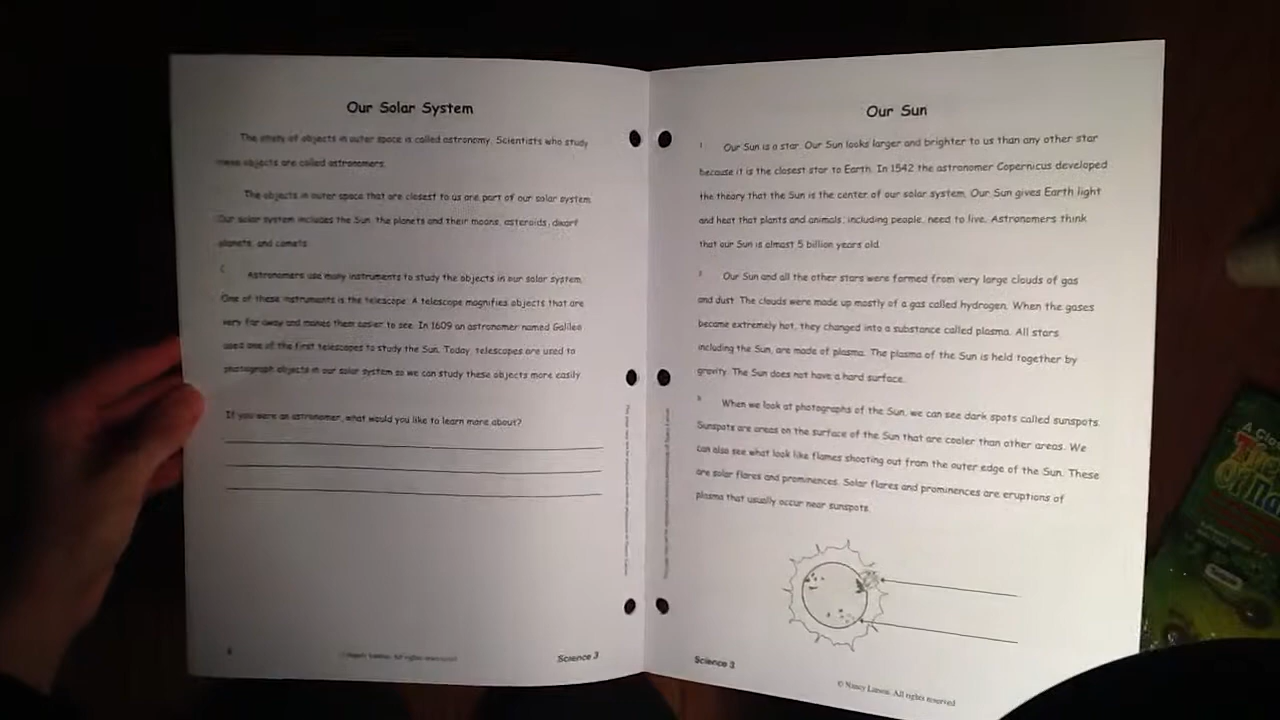 Our Solar System
The study of objects in outer space is called astronomy. Scientists who study
these objects are called astronomers.
The objects in outer space that are closest to us are part of our solar system.
Our solar system includes the Sun, the planets and their moons, asteroids, dwarf
planets, and comets.
Astronomers use many instruments to study the objects in our solar system.
One of these instruments is the telescope. A telescope magnifies objects that are
very far away and makes them easier to see. In 1609 an astronomer named Galileo
used one of the first telescopes to study the Sun. Today, telescopes are used to
photograph objects in our solar system so we can study these objects more easily.
If you were an astronomer, what would you like to learn more about?
Science 3
Our Sun
1 Our Sun is a star. Our Sun looks larger and brighter to us than any other star
because it is the closest star to Earth. In 1542 the astronomer Copernicus developed
the theory that the Sun is the center of our solar system. Our Sun gives Earth light
and heat that plants and animals, including people, need to live. Astronomers think
that our Sun is almost 5 billion years old.
2 Our Sun and all the other stars were formed from very large clouds of gas
and dust. The clouds were made up mostly of a gas called hydrogen. When the gases
became extremely hot, they changed into a substance called plasma. All stars
including the Sun, are made of plasma. The plasma of the Sun is held together by
gravity. The Sun does not have a hard surface.
When we look at photographs of the Sun, we can see dark spots called sunspots.
Sunspots are areas on the surface of the Sun that are cooler than other areas. We
can also see what look like flames shooting out from the outer edge of the Sun. These
are solar flares and prominences. Solar flares and prominences are eruptions of
plasma that usually occur near sunspots.
Science 3
© Nancy Larson. All rights reserved.